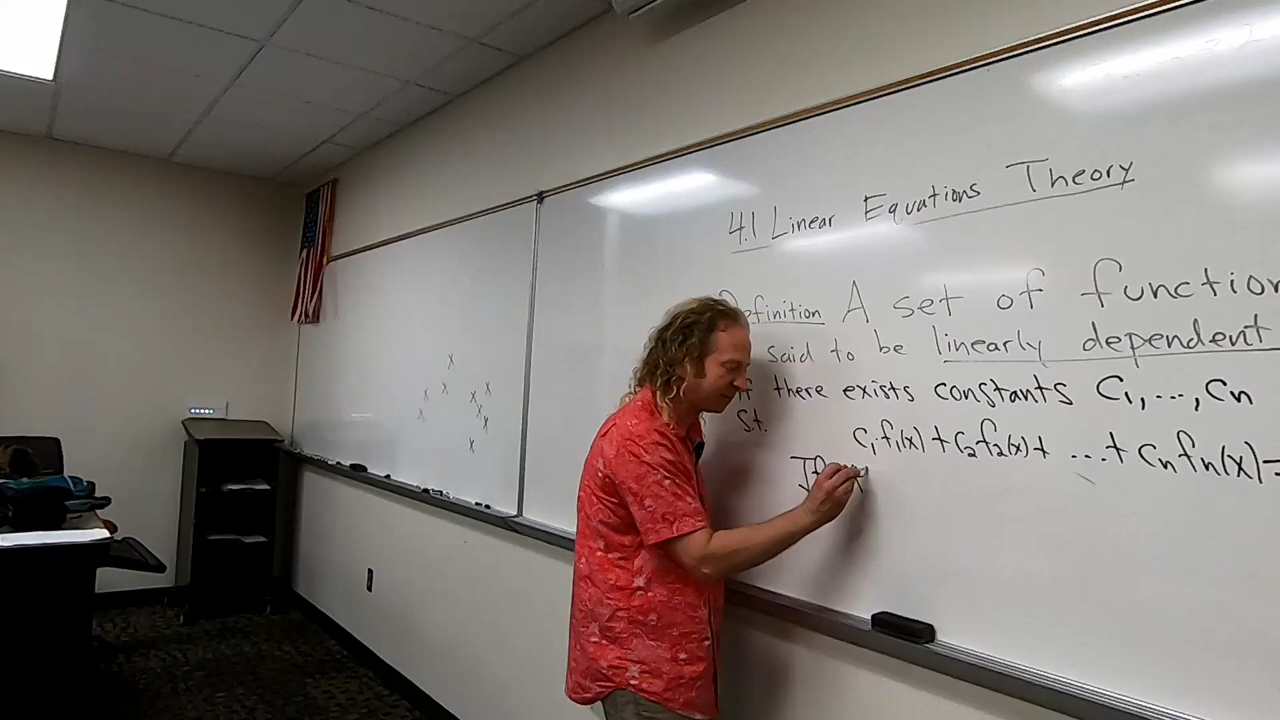 4.1 Linear Equations Theory
Definition A set of function
said to be linearly dependent
if there exists constants C₁,...,Cn
s.t.
C₁f₁(x)+C₂f₂(x)+ ...+ Cnfn(x)=
If
x x x x x x x x x x